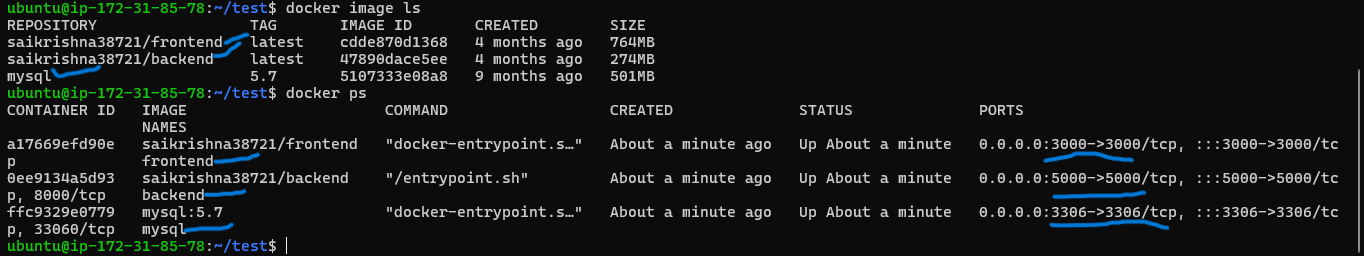 ubuntu@ip-172-31-85-78:~/test$ docker image ls
REPOSITORY TAG IMAGE ID CREATED SIZE
saikrishna38721/frontend latest cdde870d1368 4 months ago 764MB
saikrishna38721/backend latest 47890dace5ee 4 months ago 274MB
mysql 5.7 5107333e08a8 9 months ago 501MB
ubuntu@ip-172-31-85-78:~/test$ docker ps
CONTAINER ID IMAGE COMMAND CREATED STATUS PORTS
NAMES
a17669efd90e saikrishna38721/frontend "docker-entrypoint.s…" About a minute ago Up About a minute 0.0.0.0:3000->3000/tcp, :::3000->3000/tc
p frontend
0ee9134a5d93 saikrishna38721/backend "/entrypoint.sh" About a minute ago Up About a minute 0.0.0.0:5000->5000/tcp, :::5000->5000/tc
p, 8000/tcp backend
ffc9329e0779 mysql:5.7 "docker-entrypoint.s…" About a minute ago Up About a minute 0.0.0.0:3306->3306/tcp, :::3306->3306/tc
p, 33060/tcp mysql
ubuntu@ip-172-31-85-78:~/test$